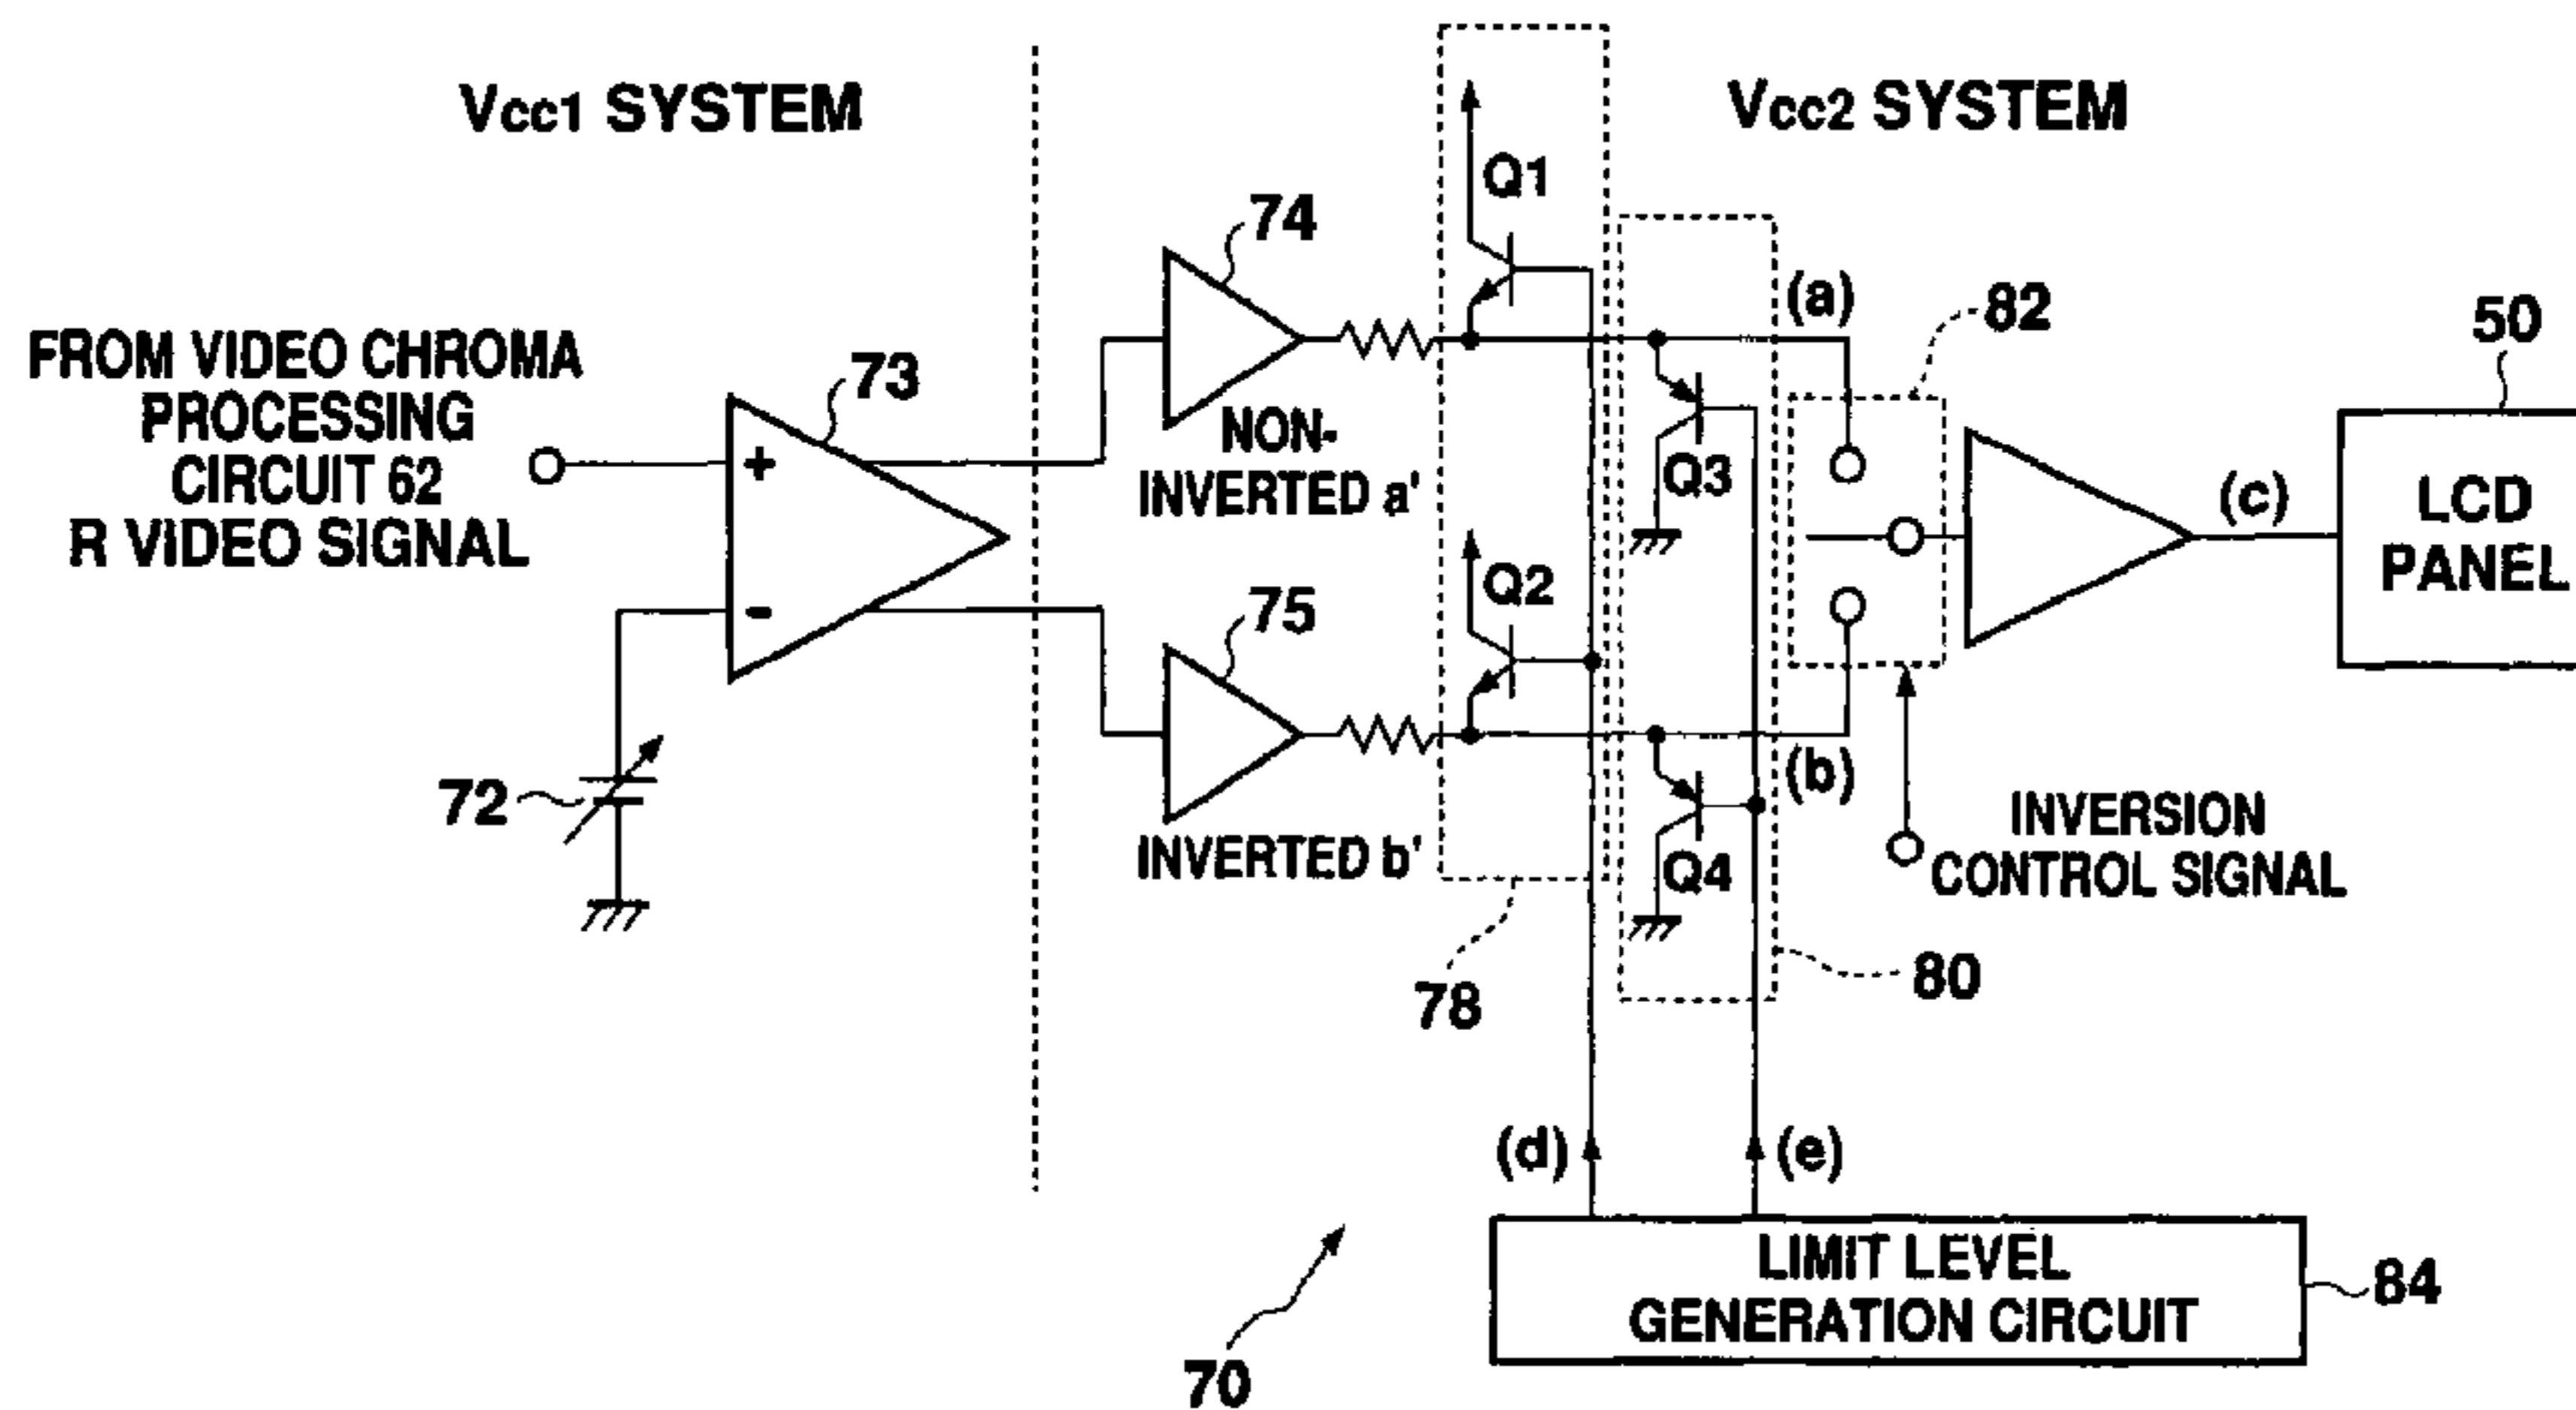 Vcc1 SYSTEM
Vcc2 SYSTEM
Q1
74
(a)
82
50
FROM VIDEO CHROMA
PROCESSING
CIRCUIT 62
R VIDEO SIGNAL
73
+
-
NON-
INVERTED a'
Q3
(c)
LCD
PANEL
Q2
75
72
INVERTED b'
(b)
Q4
INVERSION
CONTROL SIGNAL
78
80
(d)
(e)
LIMIT LEVEL
GENERATION CIRCUIT
84
70